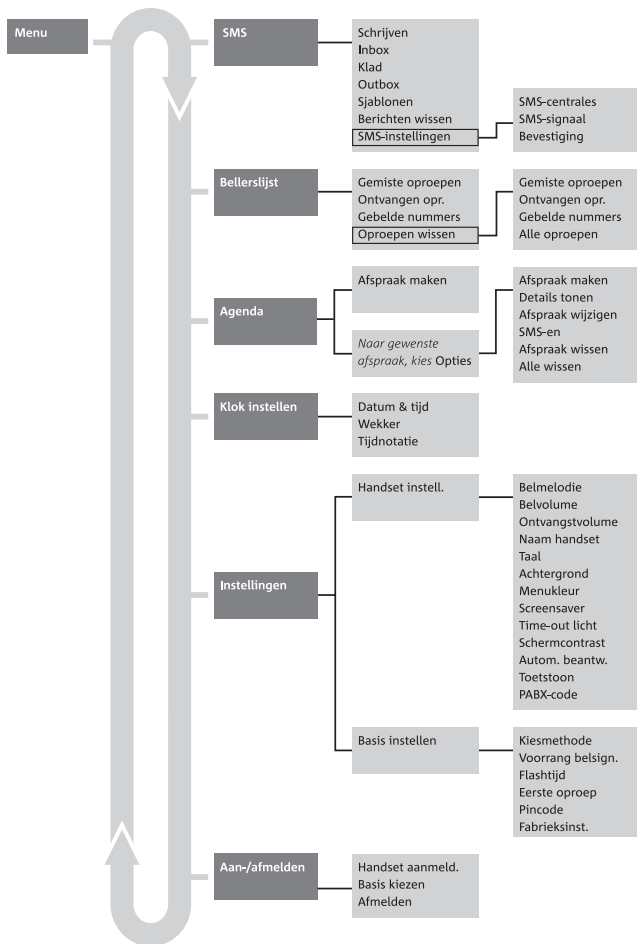 Menu
SMS
Schrijven
Inbox
Klad
Outbox
Sjablonen
Berichten wissen
SMS-instellingen
SMS-centrales
SMS-signaal
Bevestiging
Bellerslijst
Gemiste oproepen
Ontvangen opr.
Gebelde nummers
Oproepen wissen
Gemiste oproepen
Ontvangen opr.
Gebelde nummers
Alle oproepen
Agenda
Afspraak maken
Naar gewenste
afspraak, kies Opties
Afspraak maken
Details tonen
Afspraak wijzigen
SMS-en
Afspraak wissen
Alle wissen
Klok instellen
Datum & tijd
Wekker
Tijdnotatie
Instellingen
Handset instell.
Belmelodie
Belvolume
Ontvangstvolume
Naam handset
Taal
Achtergrond
Menukleur
Screensaver
Time-out licht
Schermcontrast
Autom. beantw.
Toetstoon
PABX-code
Basis instellen
Kiesmethode
Voorrang belsign.
Flashtijd
Eerste oproep
Pincode
Fabrieksinst.
Aan-/afmelden
Handset aanmeld.
Basis kiezen
Afmelden